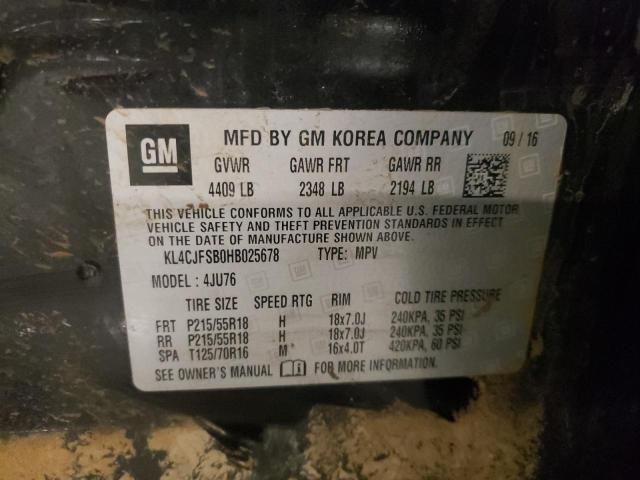 GM MFD BY GM KOREA COMPANY 09 / 16
GVWR GAWR FRT GAWR RR
4409 LB 2348 LB 2194 LB
THIS VEHICLE CONFORMS TO ALL APPLICABLE U.S. FEDERAL MOTOR
VEHICLE SAFETY AND THEFT PREVENTION STANDARDS IN EFFECT
ON THE DATE OF MANUFACTURE SHOWN ABOVE.
KL4CJFSB0HB025678 TYPE: MPV
MODEL : 4JU76
TIRE SIZE SPEED RTG RIM COLD TIRE PRESSURE
FRT P215/55R18 H 18x7.0J 240KPA, 35 PSI
RR P215/55R18 H 18x7.0J 240KPA, 35 PSI
SPA T125/70R16 M 16x4.0T 420KPA, 60 PSI
SEE OWNER'S MANUAL FOR MORE INFORMATION.